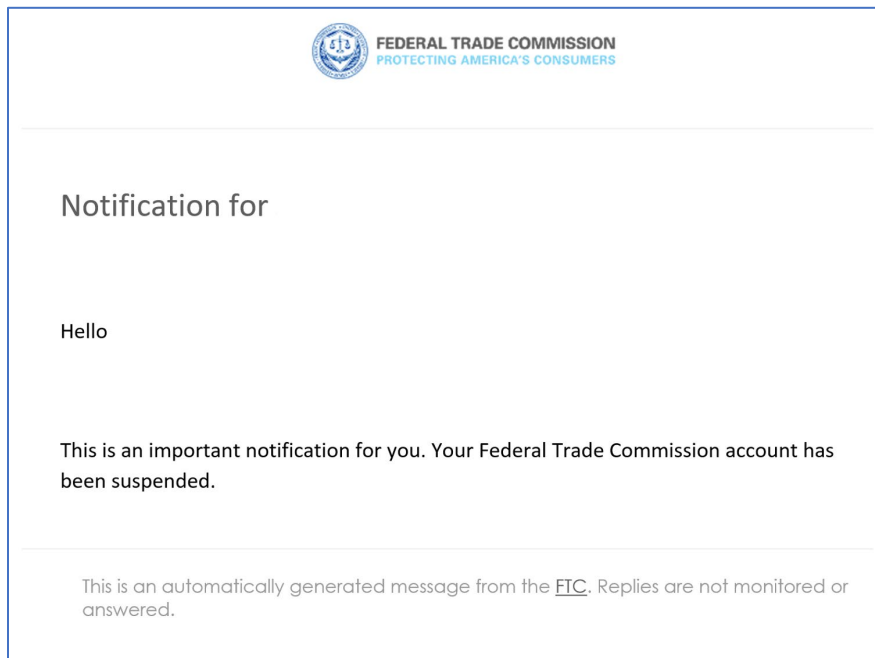 FEDERAL TRADE COMMISSION
PROTECTING AMERICA'S CONSUMERS
Notification for
Hello
This is an important notification for you. Your Federal Trade Commission account has
been suspended.
This is an automatically generated message from the FTC. Replies are not monitored or
answered.